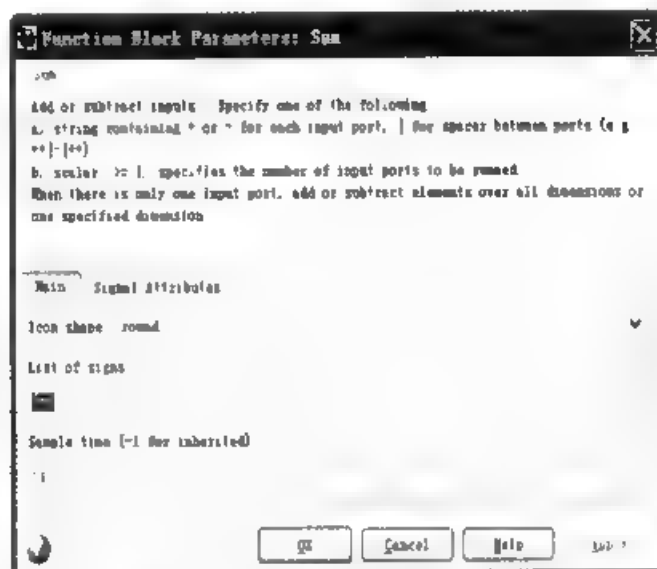 Function Block Parameters: Sum
Sum
Add or subtract inputs. Specify one of the following:
a. string containing + or - for each input port, | for spacer between ports (e.g.
++|-|++)
b. scalar >= 1 specifies the number of input ports to be summed
When there is only one input port, add or subtract elements over all dimensions or
one specified dimension
Main Signal Attributes
Icon shape round
List of signs
Sample time (-1 for inherited)
-1
OK Cancel Help